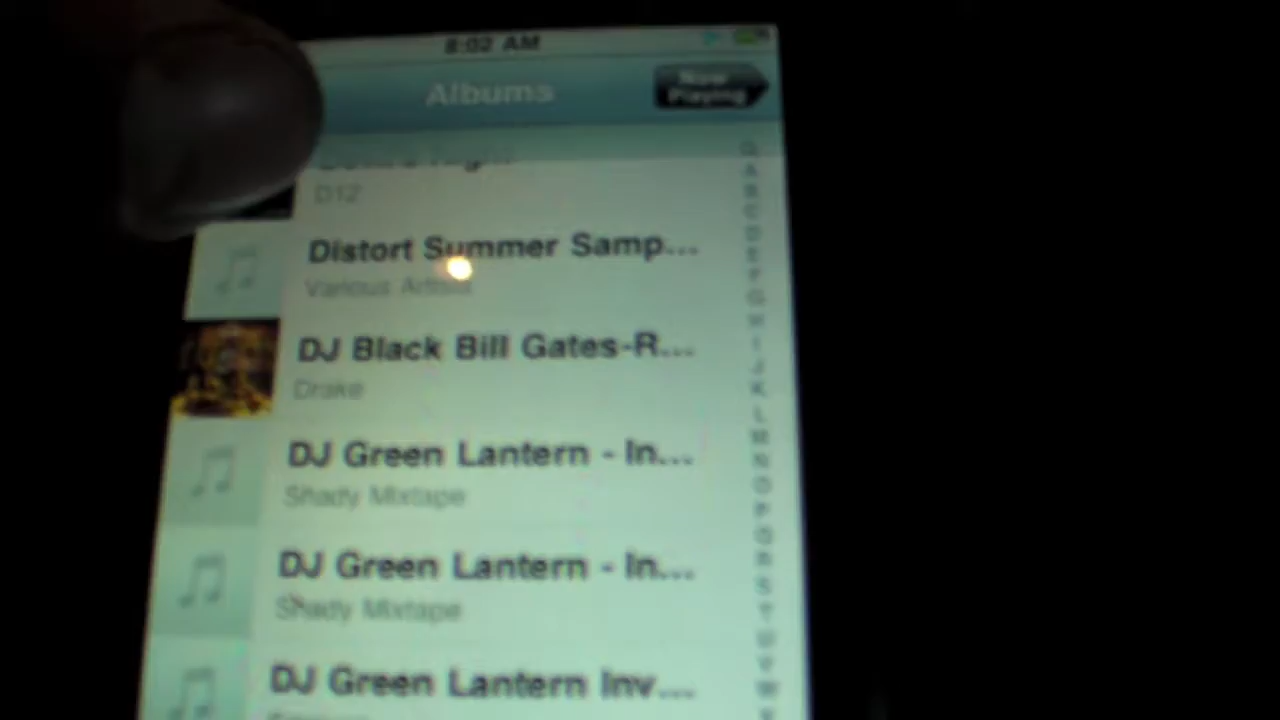 8:02 AM
Albums
Now
Playing
D12
Distort Summer Samp...
Various Artists
DJ Black Bill Gates-R...
Drake
DJ Green Lantern - In...
Shady Mixtape
DJ Green Lantern - In...
Shady Mixtape
DJ Green Lantern Inv...
A
B
C
D
E
F
G
H
I
J
K
L
M
N
O
P
Q
R
S
T
U
V
W